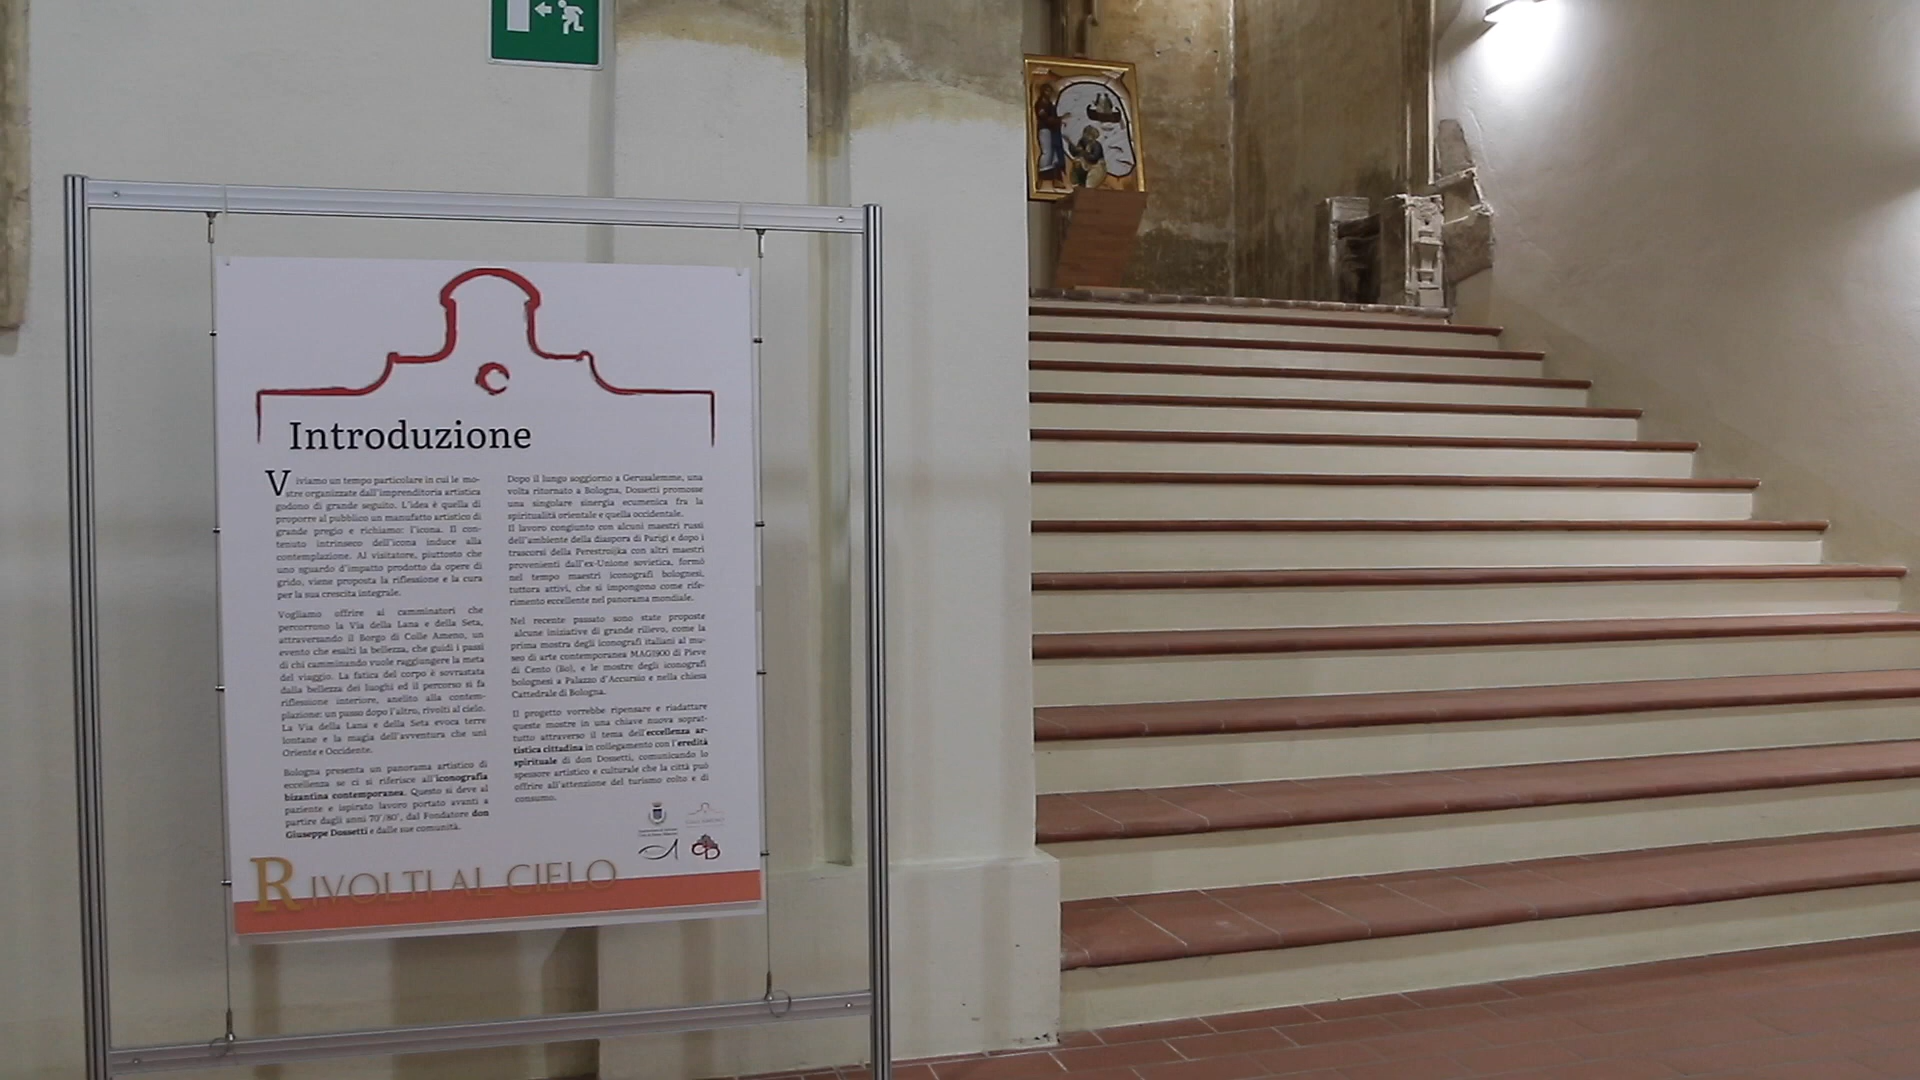 Introduzione
Viviamo un tempo particolare in cui le mo-
stre organizzate dall'imprenditoria artistica
godono di grande seguito. L'idea è quella di
proporre al pubblico un manufatto artistico di
grande pregio e richiamo: l'icona. Il con-
tenuto intrinseco dell'icona induce alla
contemplazione. Al visitatore, piuttosto che
uno sguardo d'impatto prodotto da opere di
grido, viene proposta la riflessione e la cura
per la sua crescita integrale.
Vogliamo offrire ai camminatori che
percorrono la Via della Lana e della Seta,
attraversando il Borgo di Colle Ameno, un
evento che esalti la bellezza, che guidi i passi
di chi camminando vuole raggiungere la meta
del viaggio. La fatica del corpo è sovrastata
dalla bellezza dei luoghi ed il percorso si fa
riflessione interiore, anelito alla contem-
plazione: un passo dopo l'altro, rivolti al cielo.
La Via della Lana e della Seta evoca terre
lontane e la magia dell'avventura che unì
Oriente e Occidente.
Bologna presenta un panorama artistico di
eccellenza se ci si riferisce all'iconografia
bizantina contemporanea. Questo si deve al
paziente e ispirato lavoro portato avanti a
partire dagli anni 70'/80', dal Fondatore don
Giuseppe Dossetti e dalle sue comunità.
Dopo il lungo soggiorno a Gerusalemme, una
volta ritornato a Bologna, Dossetti promosse
una singolare sinergia ecumenica fra la
spiritualità orientale e quella occidentale.
Il lavoro congiunto con alcuni maestri russi
dell'ambiente della diaspora di Parigi e dopo i
trascorsi della Perestroijka con altri maestri
provenienti dall'ex-Unione sovietica, formò
nel tempo maestri iconografi bolognesi,
tuttora attivi, che si impongono come rife-
rimento eccellente nel panorama mondiale.
Nel recente passato sono state proposte
alcune iniziative di grande rilievo, come la
prima mostra degli iconografi italiani al mu-
seo di arte contemporanea MAGI900 di Pieve
di Cento (Bo), e le mostre degli iconografi
bolognesi a Palazzo d'Accursio e nella chiesa
Cattedrale di Bologna.
Il progetto vorrebbe ripensare e riadattare
queste mostre in una chiave nuova soprat-
tutto attraverso il tema dell'eccellenza ar-
tistica cittadina in collegamento con l'eredità
spirituale di don Dossetti, comunicando lo
spessore artistico e culturale che la città può
offrire all'attenzione del turismo colto e di
consumo.
RIVOLTI AL CIELO